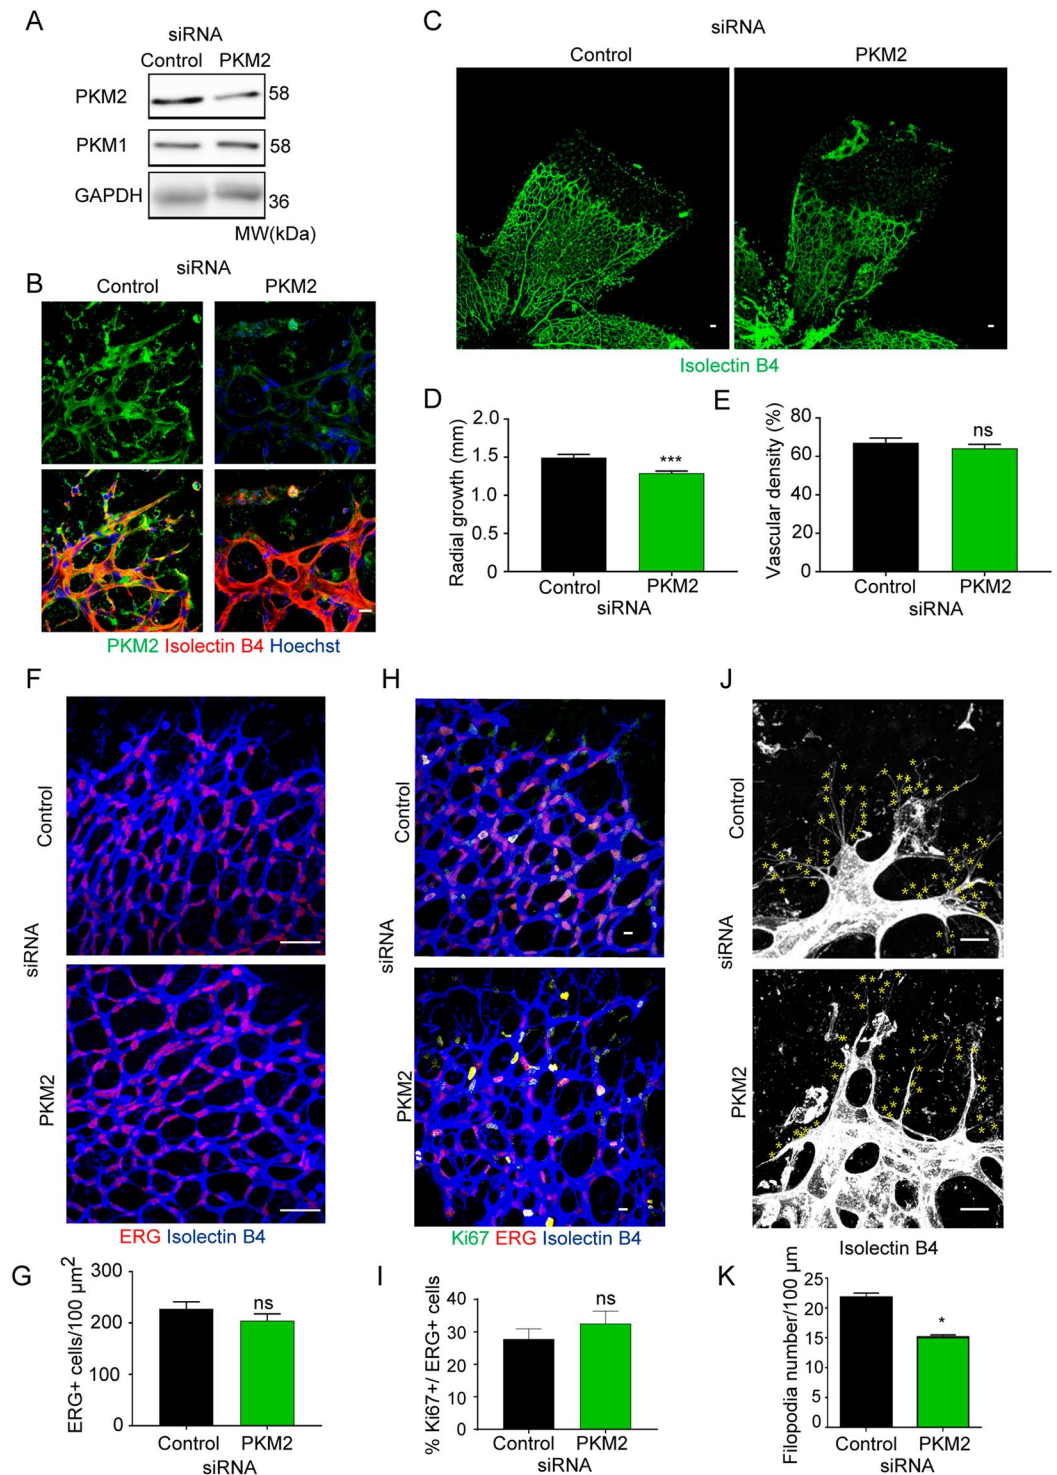 A
siRNA
Control PKM2
PKM2 58
PKM1 58
GAPDH 36
MW(kDa)
B
siRNA
Control PKM2
PKM2 Isolectin B4 Hoechst
C
siRNA
Control PKM2
Isolectin B4
D
Radial growth (mm)
2.0
1.5
1.0
0.5
0
***
Control PKM2
siRNA
E
Vascular density (%)
80
60
40
20
0
ns
Control PKM2
siRNA
F
Control
siRNA
PKM2
ERG Isolectin B4
G
ERG+ cells/100 µm²
300
200
100
0
ns
Control PKM2
siRNA
H
Control
siRNA
PKM2
Ki67 ERG Isolectin B4
I
% Ki67+/ ERG+ cells
40
30
20
10
0
ns
Control PKM2
siRNA
J
Control
siRNA
PKM2
Isolectin B4
K
Filopodia number/100 µm
25
20
15
10
5
0
*
Control PKM2
siRNA